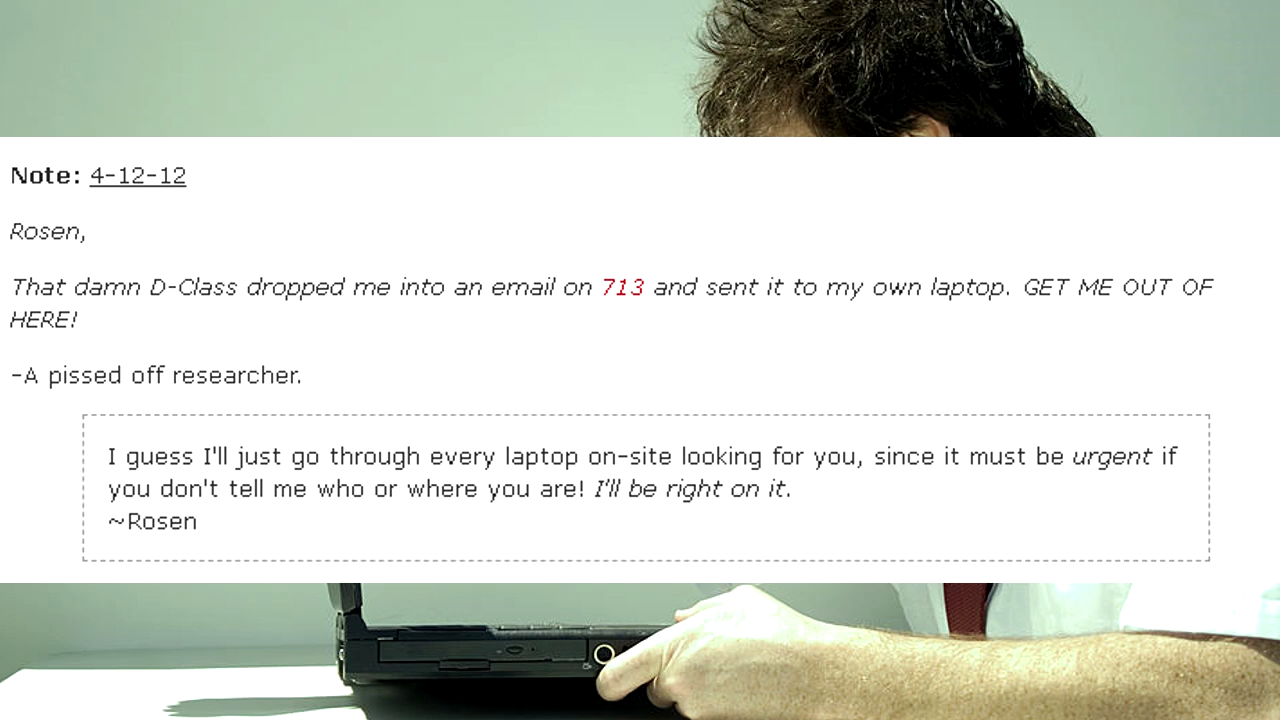 Note: 4-12-12
Rosen,
That damn D-Class dropped me into an email on 713 and sent it to my own laptop. GET ME OUT OF
HERE!
-A pissed off researcher.
I guess I'll just go through every laptop on-site looking for you, since it must be urgent if
you don't tell me who or where you are! I'll be right on it.
~Rosen